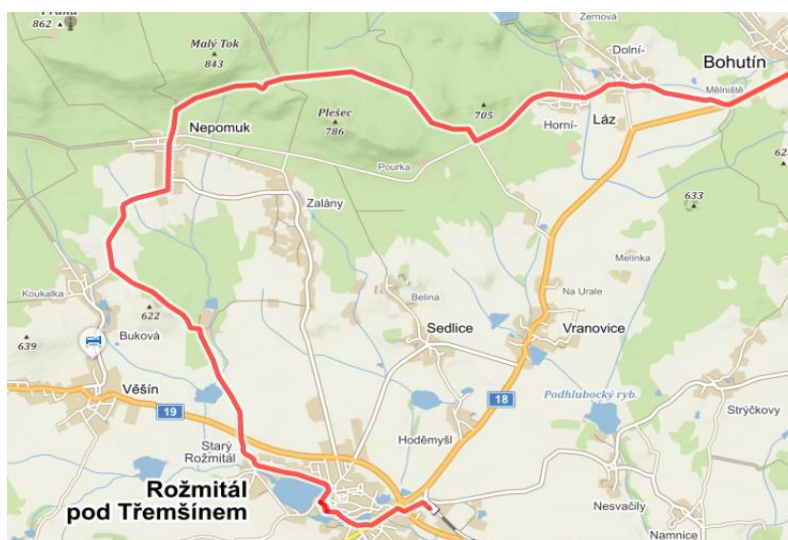 Praha
862
Malý Tok
843
Žernová
Dolní-
Bohutín
Mělniště
Plešec
786
705
Horní-
Láz
Nepomuk
Pourka
Zalány
633
Melínka
Koukalka
Belina
Na Urale
622
639
Buková
Sedlice
Vranovice
Věšín
19
18
Podhlubocký ryb.
Strýčkovy
Hoděmyšl
Starý
Rožmitál
Rožmitál
pod Třemšínem
Nesvačily
Namnice